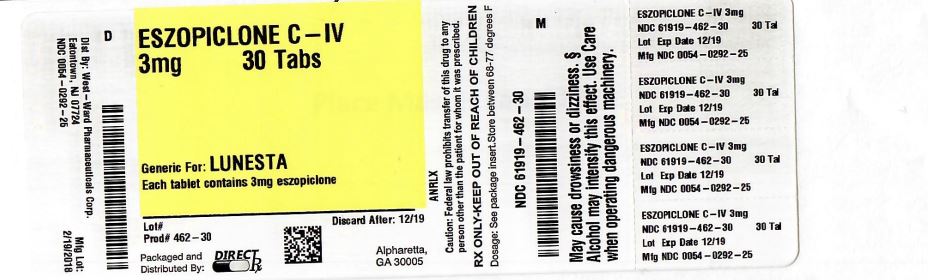 Dist By: West-Ward Pharmaceuticals Corp.
Eatontown, NJ 07724
NDC 0054-0292-25
Mfg Lot:
2/19/2018
D
ESZOPICLONE C-IV
3mg 30 Tabs
Generic For: LUNESTA
Each tablet contains 3mg eszopiclone
Lot#
Discard After: 12/19
Prod# 462-30
Packaged and
Distributed By:
DIRECT Rx
Alpharetta,
GA 30005
ANRLX
Caution: Federal law prohibits transfer of this drug to any
person other than the patient for whom it was prescribed.
RX ONLY-KEEP OUT OF REACH OF CHILDREN
Dosage: See package insert.Store between 68-77 degrees F
NDC 61919-462-30
M
May cause drowsiness or dizziness. §
Alcohol may intensify this effect. Use Care
when operating dangerous machinery.
ESZOPICLONE C-IV 3mg
NDC 61919-462-30 30 Tal
Lot Exp Date 12/19
Mfg NDC 0054-0292-25
ESZOPICLONE C-IV 3mg
NDC 61919-462-30 30 Tal
Lot Exp Date 12/19
Mfg NDC 0054-0292-25
ESZOPICLONE C-IV 3mg
NDC 61919-462-30 30 Tal
Lot Exp Date 12/19
Mfg NDC 0054-0292-25
ESZOPICLONE C-IV 3mg
NDC 61919-462-30 30 Tal
Lot Exp Date 12/19
Mfg NDC 0054-0292-25